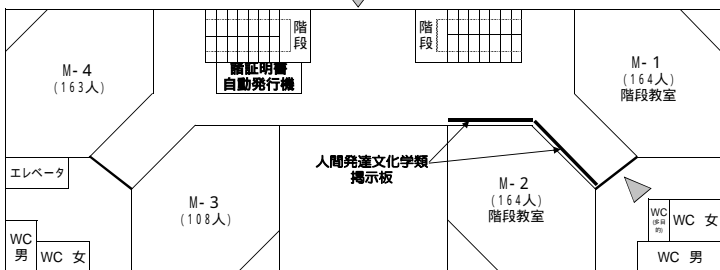 階
段
階
段
諸証明書
自動発行機
M-4
(163人)
M-1
(164人)
階段教室
人間発達文化学類
掲示板
エレベータ
M-3
(108人)
M-2
(164人)
階段教室
WC
男
WC 女
WC
(多目
的)
WC 女
WC 男